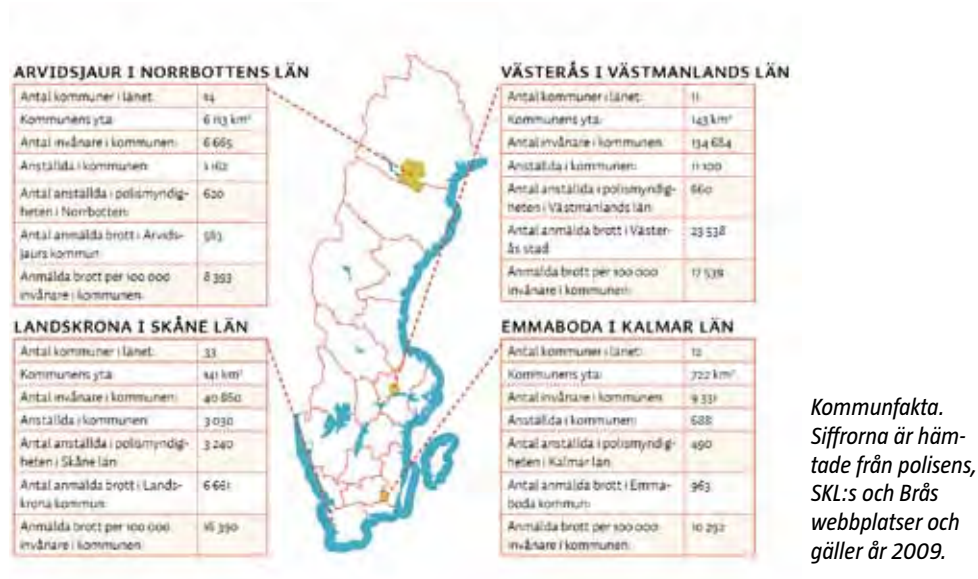 ARVIDSJAUR I NORRBOTTENS LÄN
Antal kommuner i länet: 14
Kommunens yta: 6 113 km²
Antal invånare i kommunen: 6 665
Anställda i kommunen:
Antal anställda i polismyndig- 620
heten i Norrbotten:
Antal anmälda brott i Arvids-
jaurs kommun:
Anmälda brott per 100 000 8 393
invånare i kommunen:
VÄSTERÅS I VÄSTMANLANDS LÄN
Antal kommuner i länet: 11
Kommunens yta: 143 km²
Antal invånare i kommunen: 134 684
Anställda i kommunen: 11 100
Antal anställda i polismyndig- 660
heten i Västmanlands län:
Antal anmälda brott i Väster- 23 538
ås stad:
Anmälda brott per 100 000 17 539
invånare i kommunen:
LANDSKRONA I SKÅNE LÄN
Antal kommuner i länet: 33
Kommunens yta: 141 km²
Antal invånare i kommunen: 40 860
Anställda i kommunen: 3 030
Antal anställda i polismyndig- 3 240
heten i Skåne län:
Antal anmälda brott i Lands- 6 661
krona kommun:
Anmälda brott per 100 000 16 390
invånare i kommunen:
EMMABODA I KALMAR LÄN
Antal kommuner i länet: 12
Kommunens yta: 722 km²
Antal invånare i kommunen: 9 331
Anställda i kommunen: 688
Antal anställda i polismyndig- 490
heten i Kalmar län:
Antal anmälda brott i Emma- 963
boda kommun:
Anmälda brott per 100 000 10 292
invånare i kommunen:
Kommunfakta.
Siffrorna är häm-
tade från polisens,
SKL:s och Brås
webbplatser och
gäller år 2009.